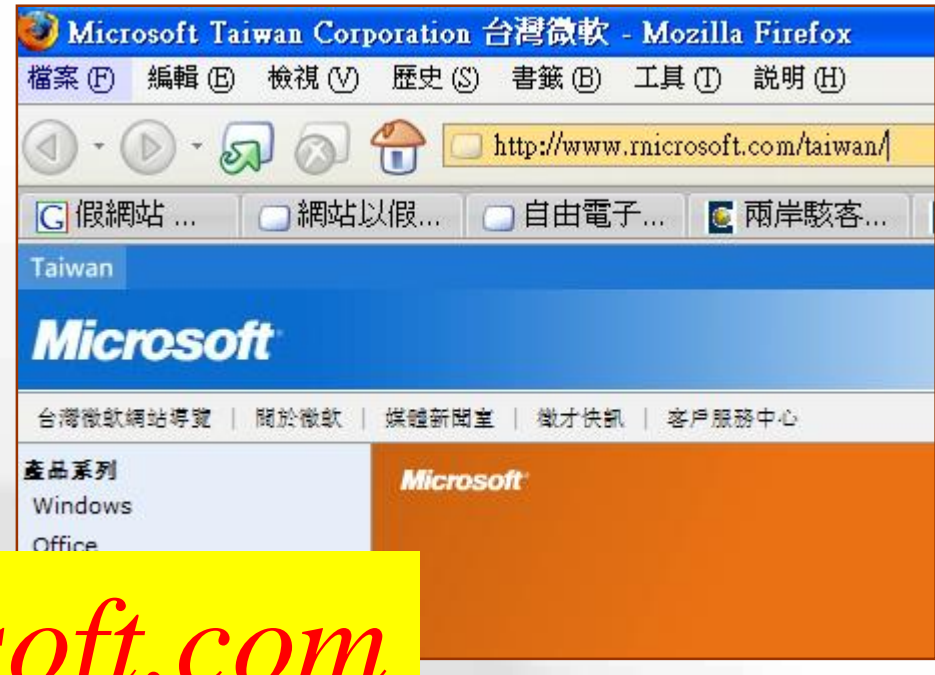 Microsoft Taiwan Corporation 台灣微軟 - Mozilla Firefox
檔案(F) 編輯(E) 檢視(V) 歷史(S) 書籤(B) 工具(T) 說明(H)
http://www.rnicrosoft.com/taiwan/
假網站 ... 網站以假... 自由電子... 兩岸駭客...
Taiwan
Microsoft
台灣微軟網站導覽 | 關於微軟 | 媒體新聞室 | 徵才快訊 | 客戶服務中心
產品系列
Microsoft
Windows
Office
soft.com